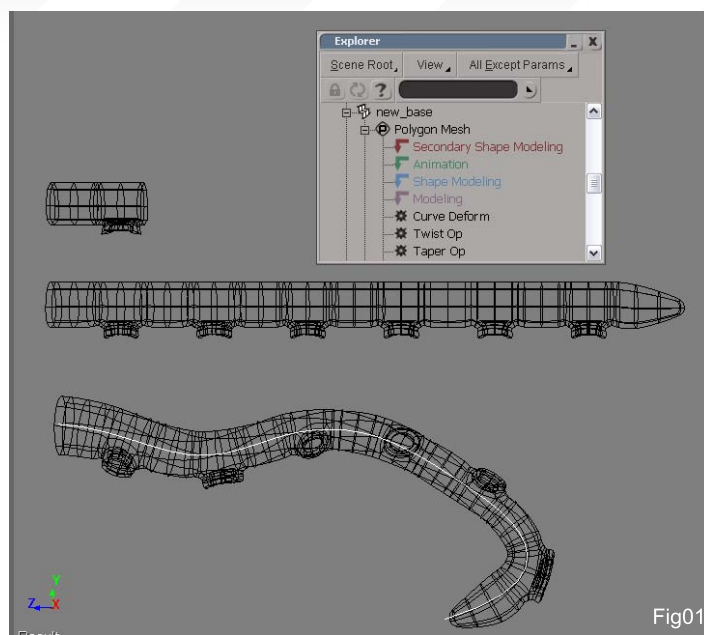 Explorer
Scene Root View All Except Params
?
new_base
Polygon Mesh
Secondary Shape Modeling
Animation
Shape Modeling
Modeling
Curve Deform
Twist Op
Taper Op
Y
Z X
Fig01
Result